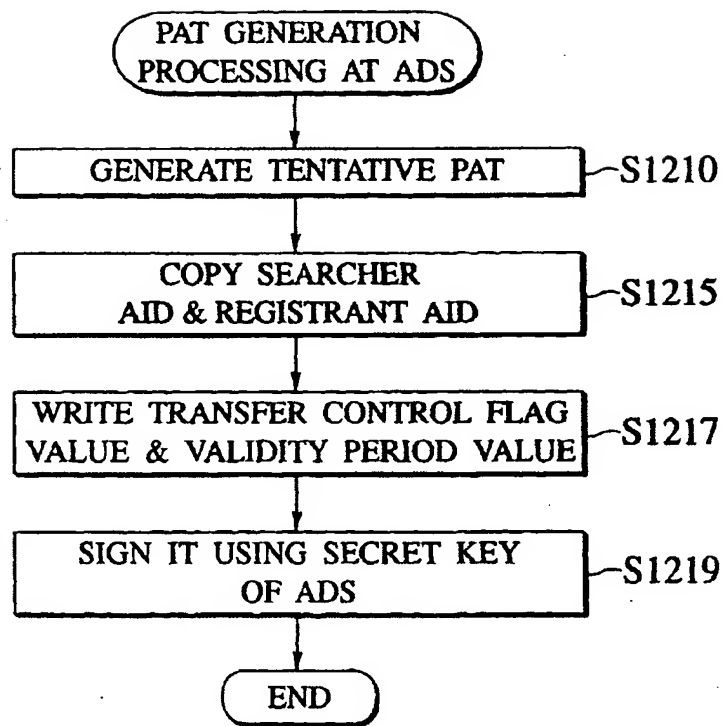 PAT GENERATION
PROCESSING AT ADS
GENERATE TENTATIVE PAT
S1210
COPY SEARCHER
AID & REGISTRANT AID
S1215
WRITE TRANSFER CONTROL FLAG
VALUE & VALIDITY PERIOD VALUE
S1217
SIGN IT USING SECRET KEY
OF ADS
S1219
END